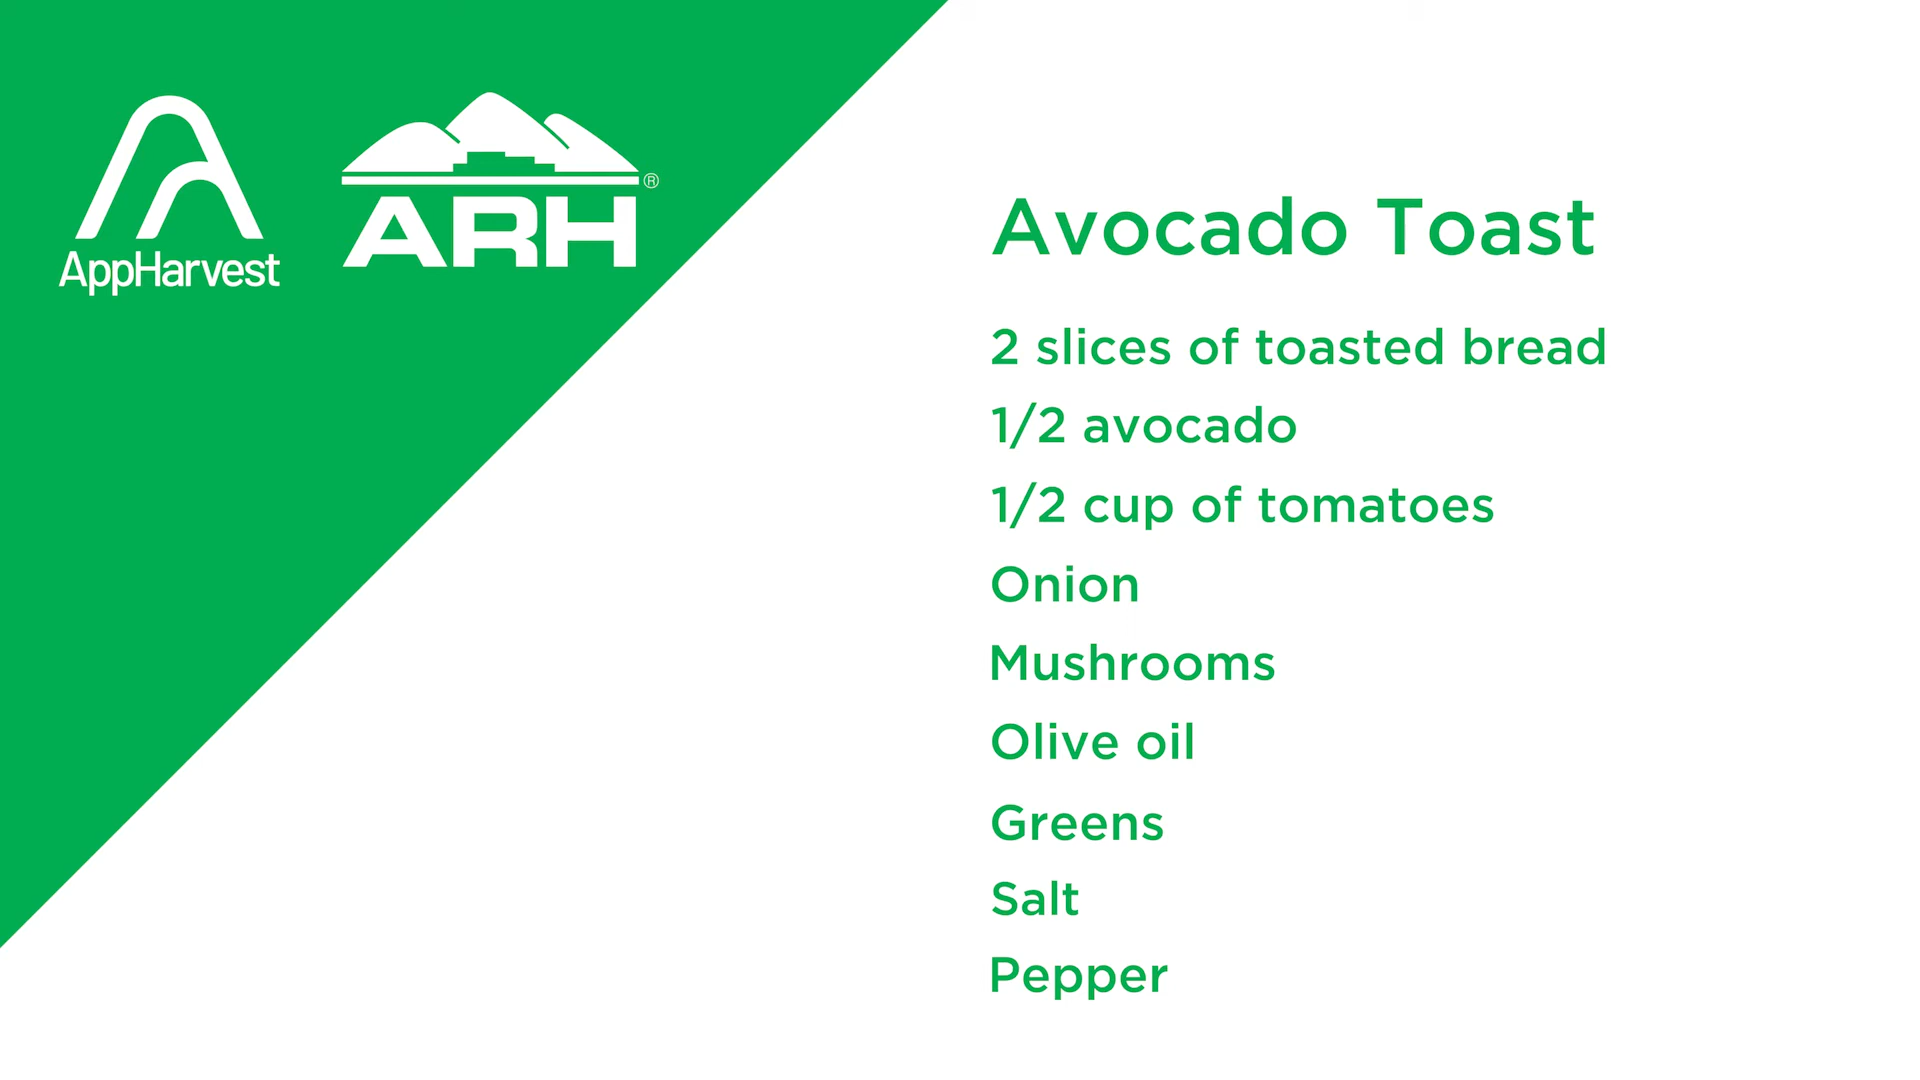 AppHarvest
ARH®
Avocado Toast
2 slices of toasted bread
1/2 avocado
1/2 cup of tomatoes
Onion
Mushrooms
Olive oil
Greens
Salt
Pepper